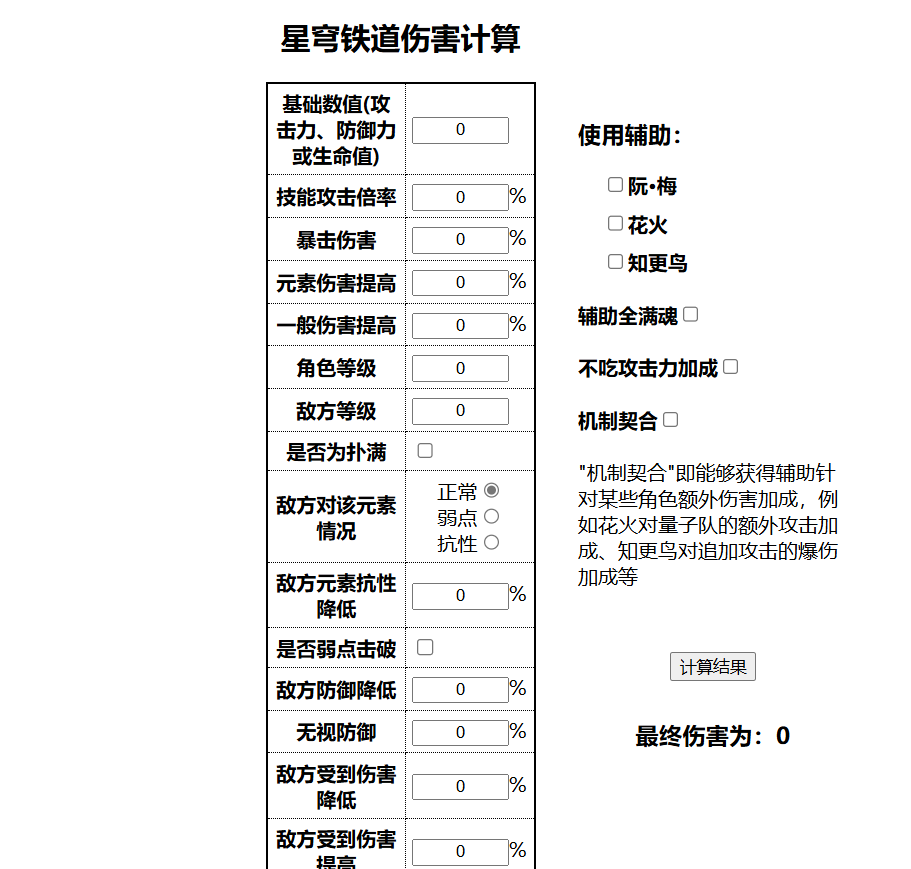 星穹铁道伤害计算
基础数值(攻
击力、防御力
或生命值)
0
技能攻击倍率
0%
暴击伤害
0%
元素伤害提高
0%
一般伤害提高
0%
角色等级
0
敌方等级
0
是否为扑满
敌方对该元素
情况
正常
弱点
抗性
敌方元素抗性
降低
0%
是否弱点击破
敌方防御降低
0%
无视防御
0%
敌方受到伤害
降低
0%
敌方受到伤害
提高
0%
使用辅助：
阮•梅
花火
知更鸟
辅助全满魂
不吃攻击力加成
机制契合
"机制契合"即能够获得辅助针
对某些角色额外伤害加成，例
如花火对量子队的额外攻击加
成、知更鸟对追加攻击的爆伤
加成等
计算结果
最终伤害为：0